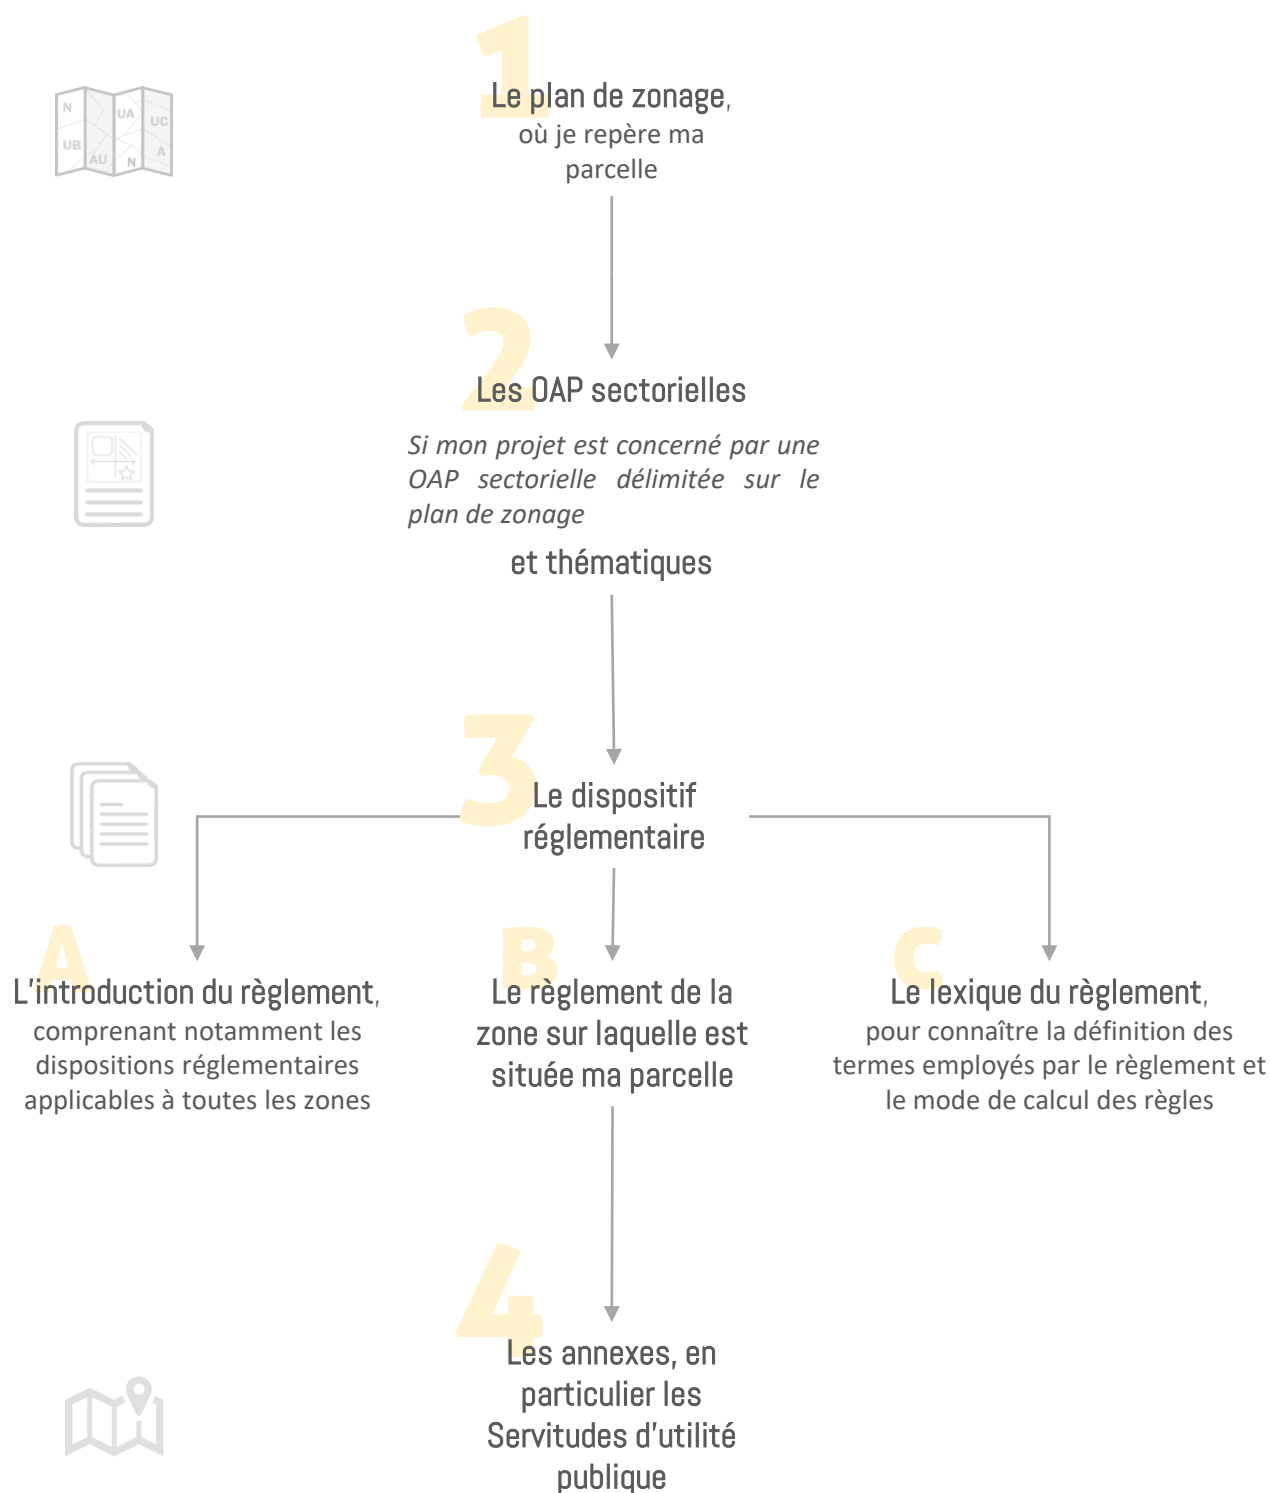 1
Le plan de zonage,
où je repère ma
parcelle
N
UA
UC
UB
AU
N
A
2
Les OAP sectorielles
Si mon projet est concerné par une
OAP sectorielle délimitée sur le
plan de zonage
et thématiques
3
Le dispositif
réglementaire
A
L'introduction du règlement,
comprenant notamment les
dispositions réglementaires
applicables à toutes les zones
B
Le règlement de la
zone sur laquelle est
située ma parcelle
C
Le lexique du règlement,
pour connaître la définition des
termes employés par le règlement et
le mode de calcul des règles
4
Les annexes, en
particulier les
Servitudes d'utilité
publique